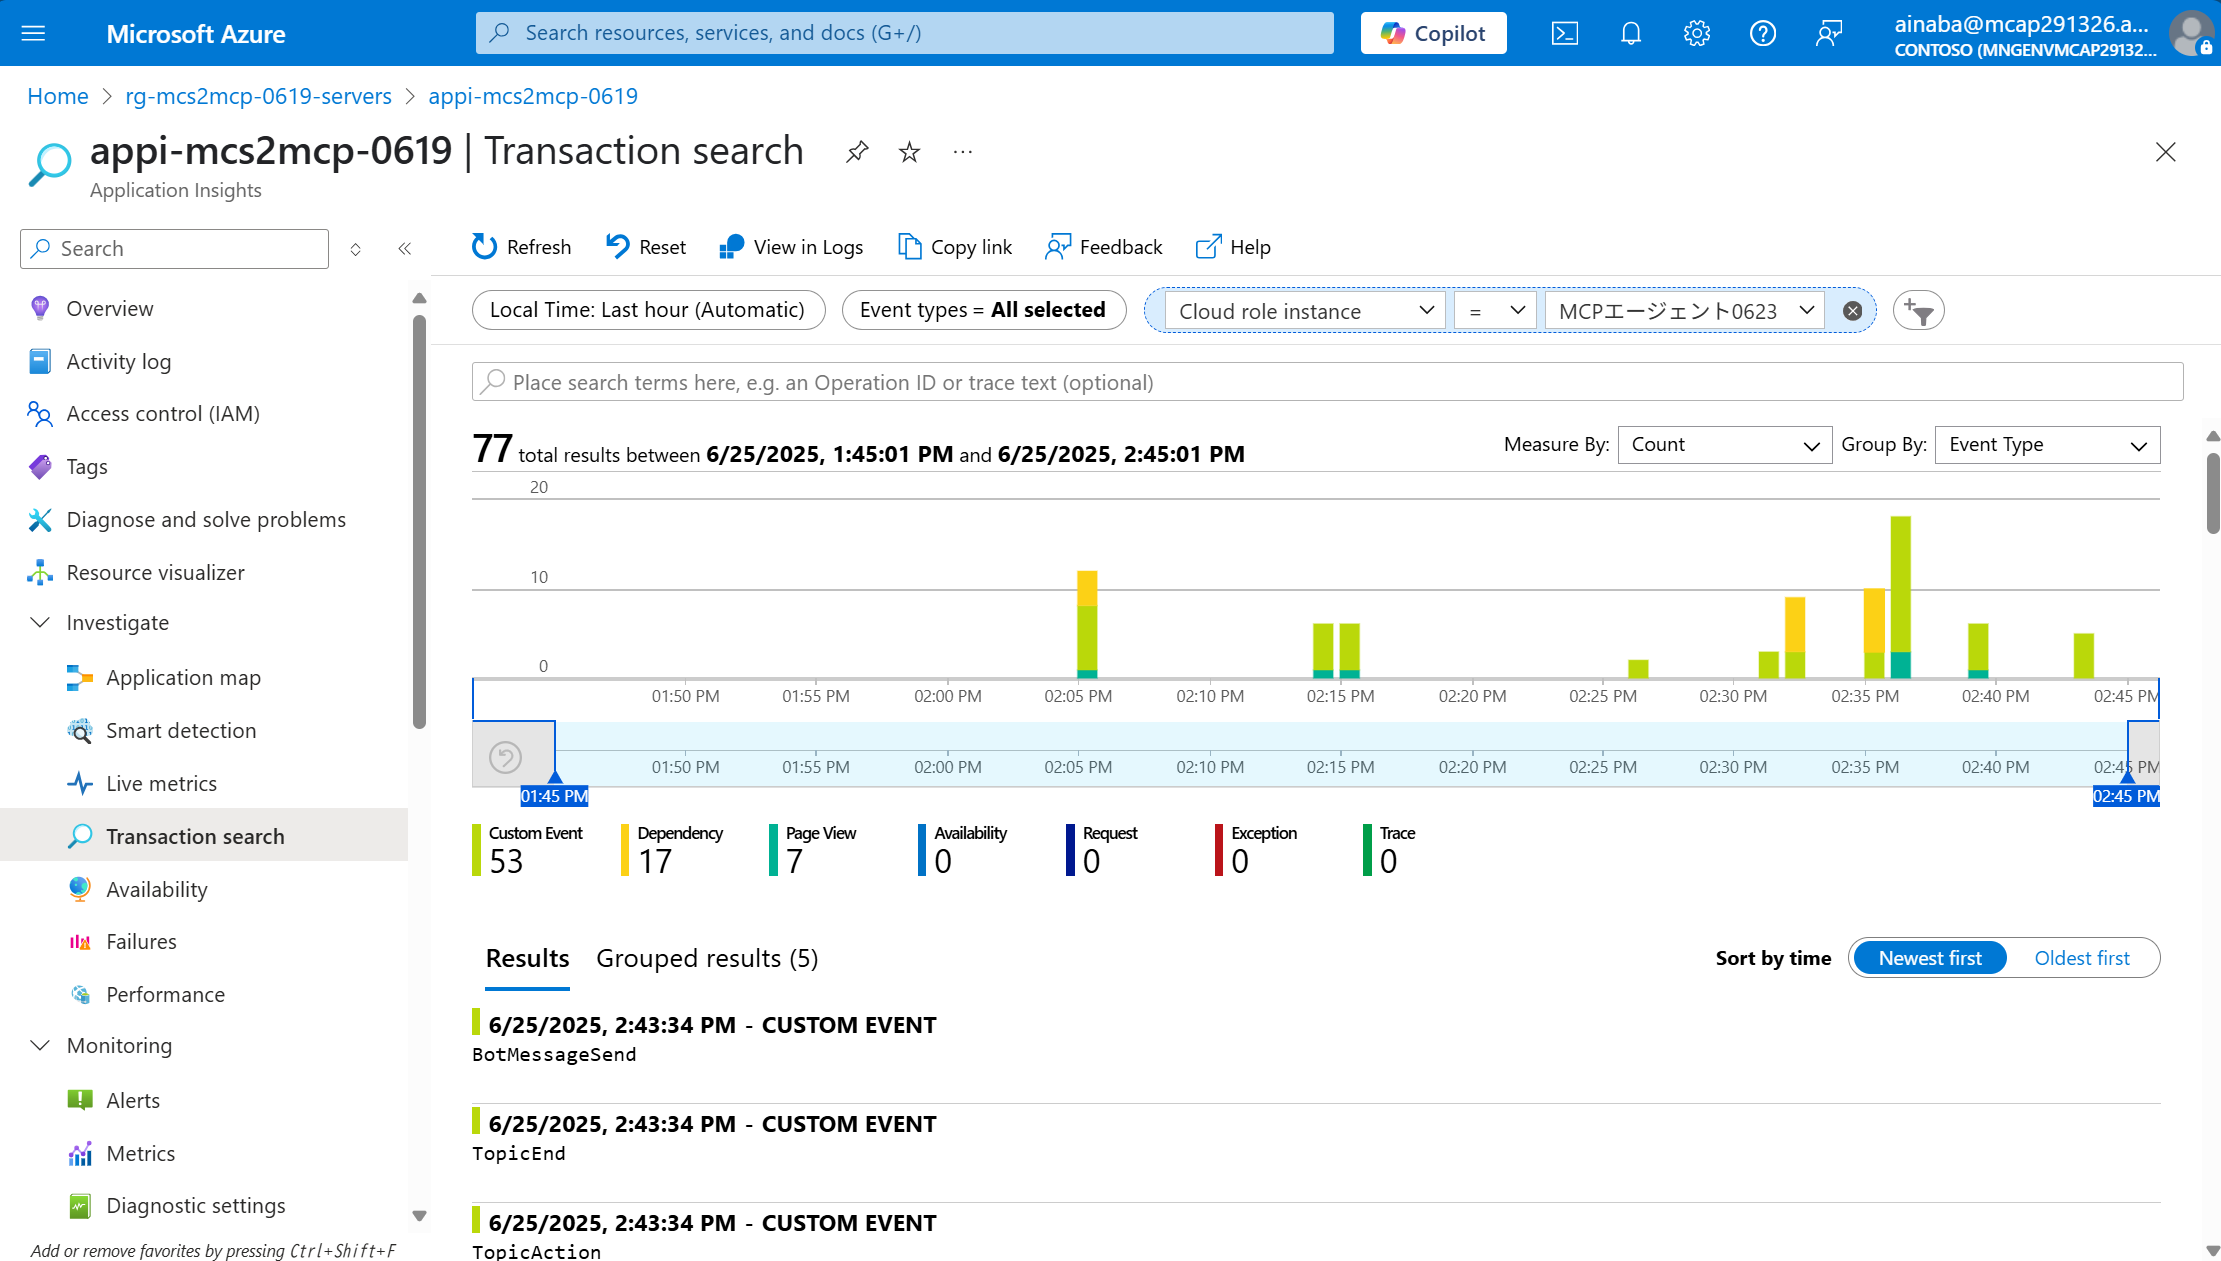 Microsoft Azure
Search resources, services, and docs (G+/)
Copilot
ainaba@mcap291326.a...
CONTOSO (MNGENVMCAP29132...
Home > rg-mcs2mcp-0619-servers > appi-mcs2mcp-0619
appi-mcs2mcp-0619 | Transaction search
Application Insights
Search
Overview
Activity log
Access control (IAM)
Tags
Diagnose and solve problems
Resource visualizer
Investigate
Application map
Smart detection
Live metrics
Transaction search
Availability
Failures
Performance
Monitoring
Alerts
Metrics
Diagnostic settings
Add or remove favorites by pressing Ctrl+Shift+F
Refresh Reset View in Logs Copy link Feedback Help
Local Time: Last hour (Automatic) Event types = All selected Cloud role instance = MCPエージェント0623
Place search terms here, e.g. an Operation ID or trace text (optional)
77 total results between 6/25/2025, 1:45:01 PM and 6/25/2025, 2:45:01 PM
Measure By: Count Group By: Event Type
20
10
0
01:50 PM 01:55 PM 02:00 PM 02:05 PM 02:10 PM 02:15 PM 02:20 PM 02:25 PM 02:30 PM 02:35 PM 02:40 PM 02:45 PM
01:50 PM 01:55 PM 02:00 PM 02:05 PM 02:10 PM 02:15 PM 02:20 PM 02:25 PM 02:30 PM 02:35 PM 02:40 PM 02:45 PM
01:45 PM 02:45 PM
Custom Event Dependency Page View Availability Request Exception Trace
53 17 7 0 0 0 0
Results Grouped results (5)
Sort by time Newest first Oldest first
6/25/2025, 2:43:34 PM - CUSTOM EVENT
BotMessageSend
6/25/2025, 2:43:34 PM - CUSTOM EVENT
TopicEnd
6/25/2025, 2:43:34 PM - CUSTOM EVENT
TopicAction